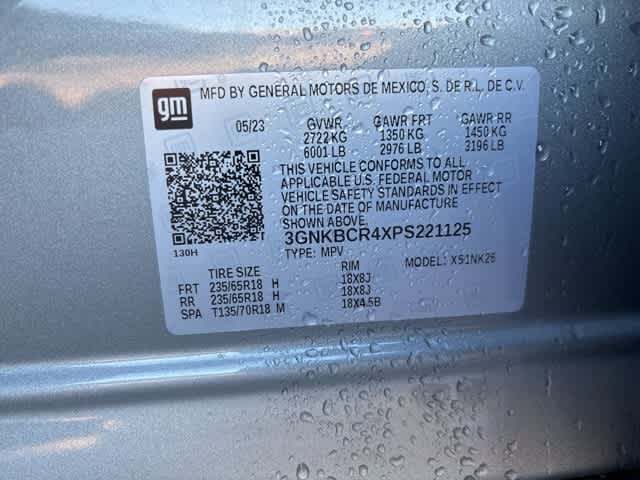 gm MFD BY GENERAL MOTORS DE MEXICO, S. DE R.L. DE C.V.
05/23 GVWR GAWR FRT GAWR RR
2722 KG 1350 KG 1450 KG
6001 LB 2976 LB 3196 LB
THIS VEHICLE CONFORMS TO ALL
APPLICABLE U.S. FEDERAL MOTOR
VEHICLE SAFETY STANDARDS IN EFFECT
ON THE DATE OF MANUFACTURE
SHOWN ABOVE.
3GNKBCR4XPS221125
130H TYPE: MPV MODEL: X51NK26
TIRE SIZE RIM
FRT 235/65R18 H 18X8J
RR 235/65R18 H 18X8J
SPA T135/70R18 M 18X4.5B